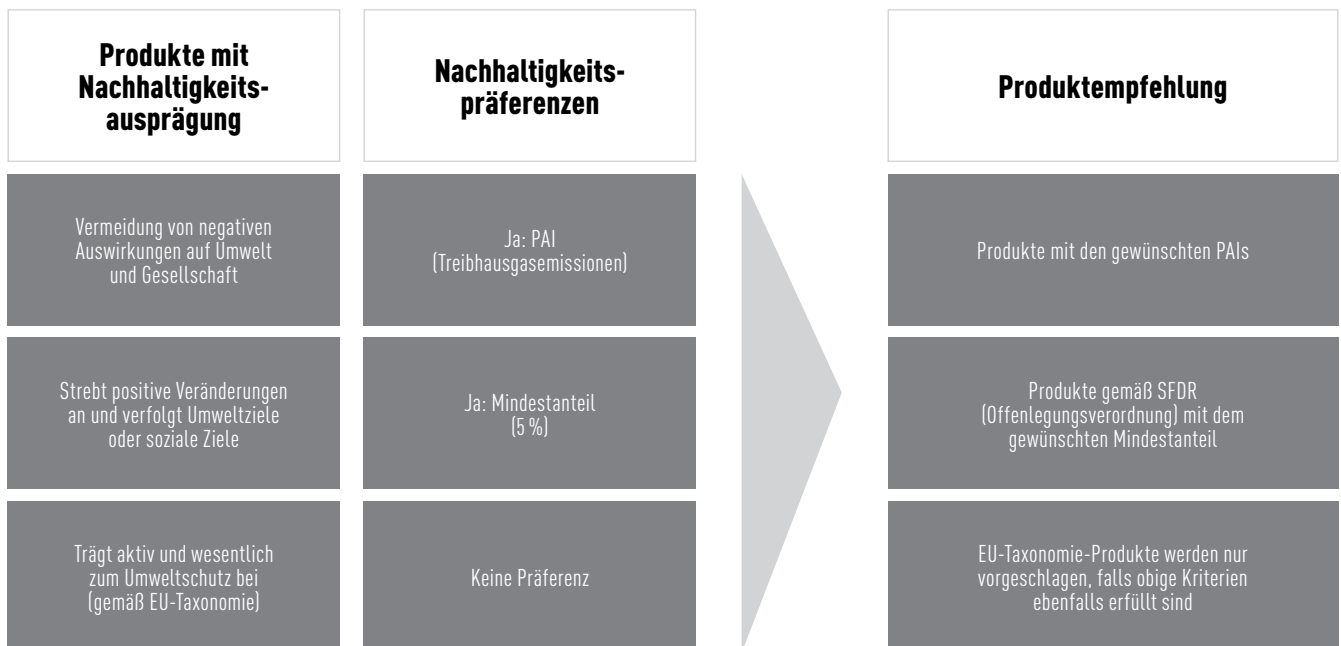 Produkte mit
Nachhaltigkeits-
ausprägung
Nachhaltigkeits-
präferenzen
Produktempfehlung
Vermeidung von negativen
Auswirkungen auf Umwelt
und Gesellschaft
Ja: PAI
(Treibhausgasemissionen)
Produkte mit den gewünschten PAIs
Strebt positive Veränderungen
an und verfolgt Umweltziele
oder soziale Ziele
Ja: Mindestanteil
(5 %)
Produkte gemäß SFDR
(Offenlegungsverordnung) mit dem
gewünschten Mindestanteil
Trägt aktiv und wesentlich
zum Umweltschutz bei
(gemäß EU-Taxonomie)
Keine Präferenz
EU-Taxonomie-Produkte werden nur
vorgeschlagen, falls obige Kriterien
ebenfalls erfüllt sind